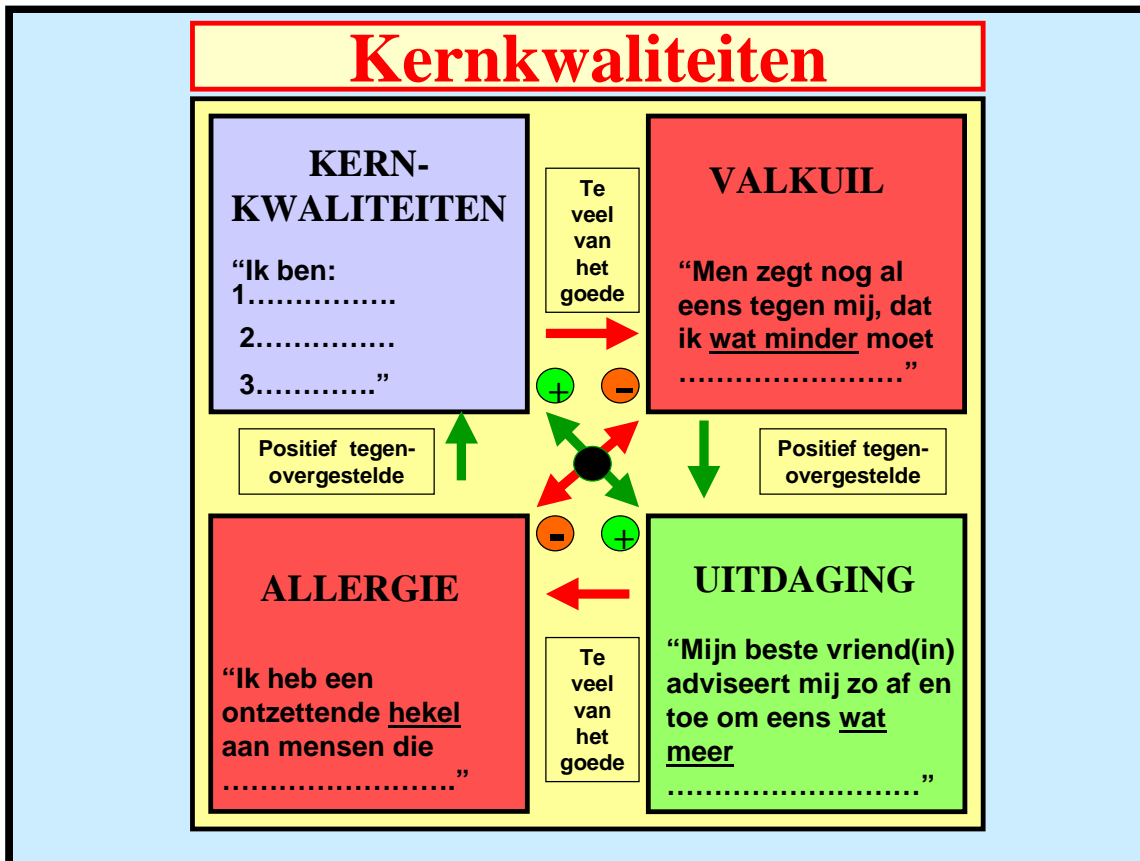 Kernkwaliteiten
KERN-
KWALITEITEN
“Ik ben:
1…………….
2……………
3………….”
Te
veel
van
het
goede
VALKUIL
“Men zegt nog al
eens tegen mij, dat
ik wat minder moet
……………………”
+
-
Positief tegen-
overgestelde
Positief tegen-
overgestelde
-
+
ALLERGIE
“Ik heb een
ontzettende hekel
aan mensen die
…………………….”
Te
veel
van
het
goede
UITDAGING
“Mijn beste vriend(in)
adviseert mij zo af en
toe om eens wat
meer
………………………”